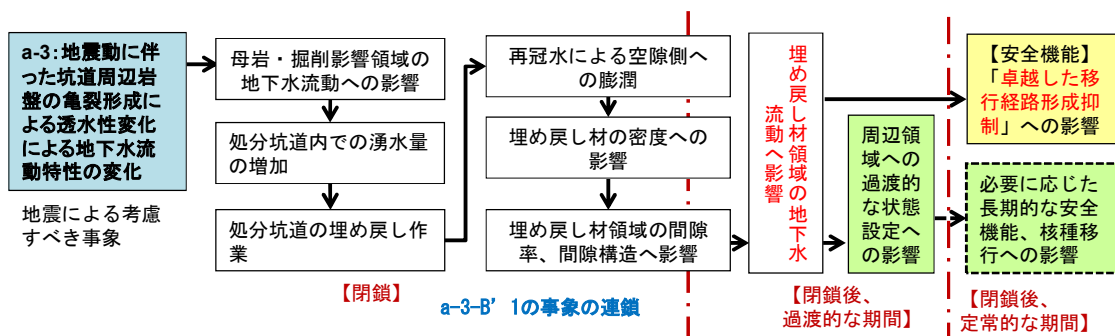 a-3:地震動に伴
った坑道周辺岩
盤の亀裂形成に
よる透水性変化
による地下水流
動特性の変化
地震による考慮
すべき事象
母岩・掘削影響領域の
地下水流動への影響
処分坑道内での湧水量
の増加
処分坑道の埋め戻し作
業
【閉鎖】
再冠水による空隙側へ
の膨潤
埋め戻し材の密度への
影響
埋め戻し材領域の間隙
率、間隙構造へ影響
a-3-B’1の事象の連鎖
埋め戻し材領域の地下水
流動へ影響
周辺領
域への
過渡的
な状態
設定へ
の影響
【閉鎖後、
過渡的な期間】
【安全機能】
「卓越した移
行経路形成抑
制」への影響
必要に応じた
長期的な安全
機能、核種移
行への影響
【閉鎖後、
定常的な期間】